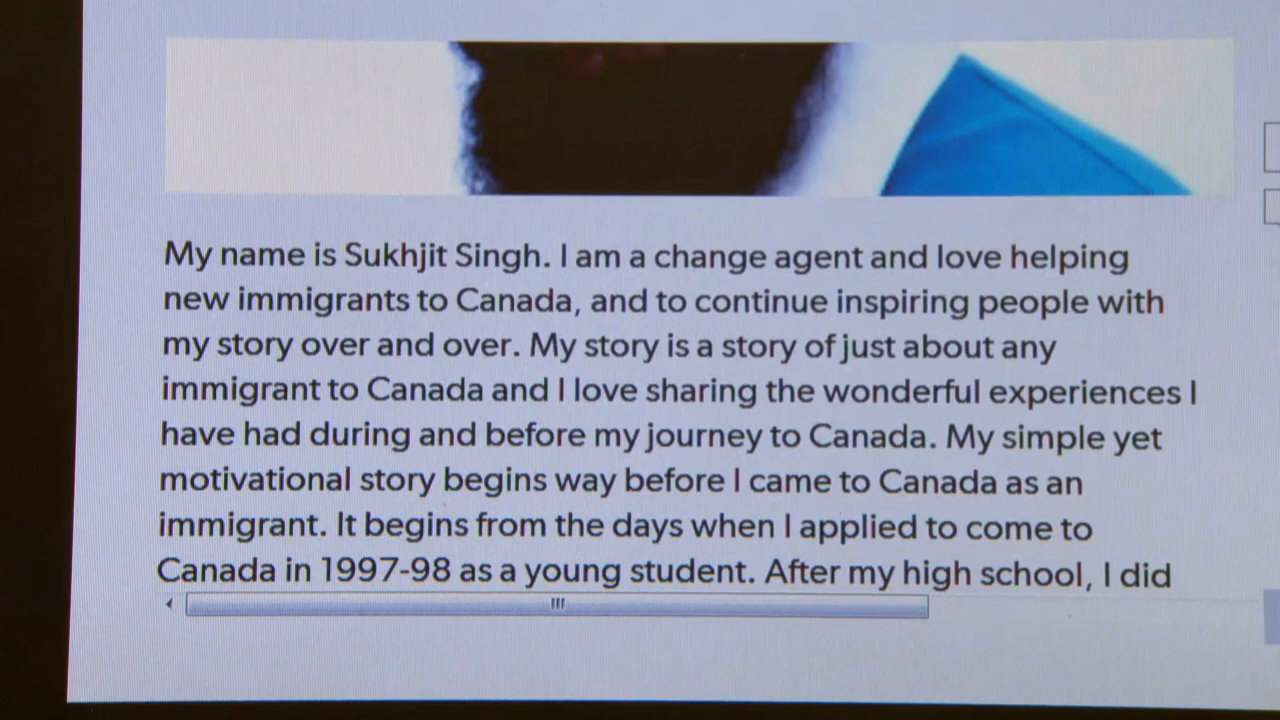 My name is Sukhjit Singh. I am a change agent and love helping
new immigrants to Canada, and to continue inspiring people with
my story over and over. My story is a story of just about any
immigrant to Canada and I love sharing the wonderful experiences I
have had during and before my journey to Canada. My simple yet
motivational story begins way before I came to Canada as an
immigrant. It begins from the days when I applied to come to
Canada in 1997-98 as a young student. After my high school, I did